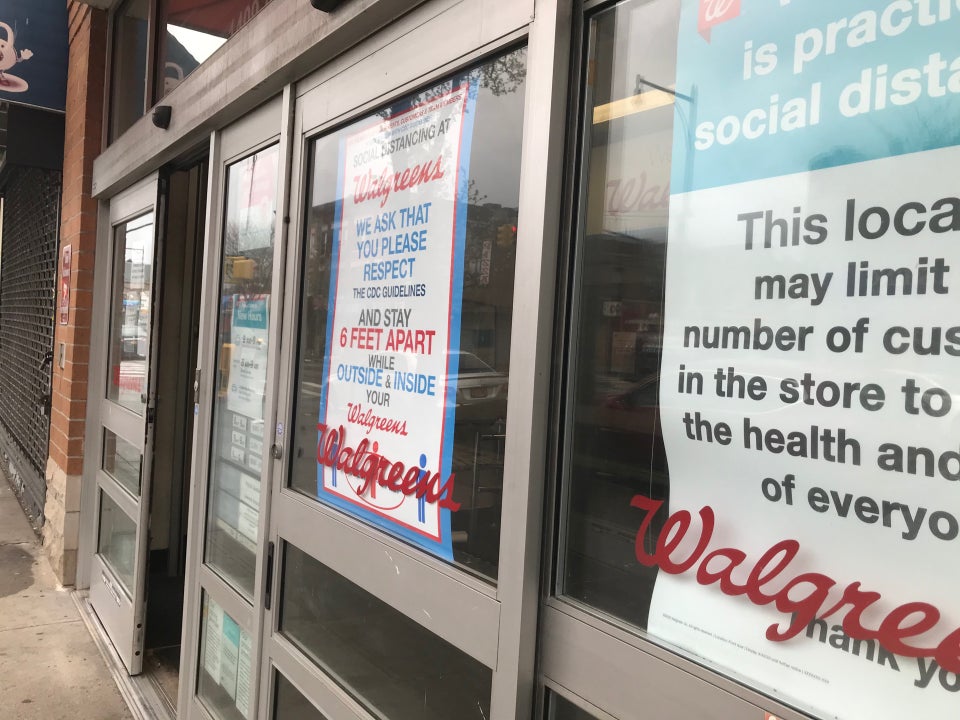 SOCIAL DISTANCING AT
Walgreens
WE ASK THAT
YOU PLEASE
RESPECT
THE CDC GUIDELINES
AND STAY
6 FEET APART
WHILE
OUTSIDE & INSIDE
YOUR
Walgreens
Walgreens
is practic
social dista
This loca
may limit
number of cus
in the store to
the health and
of everyo
Walgree
Thank yo